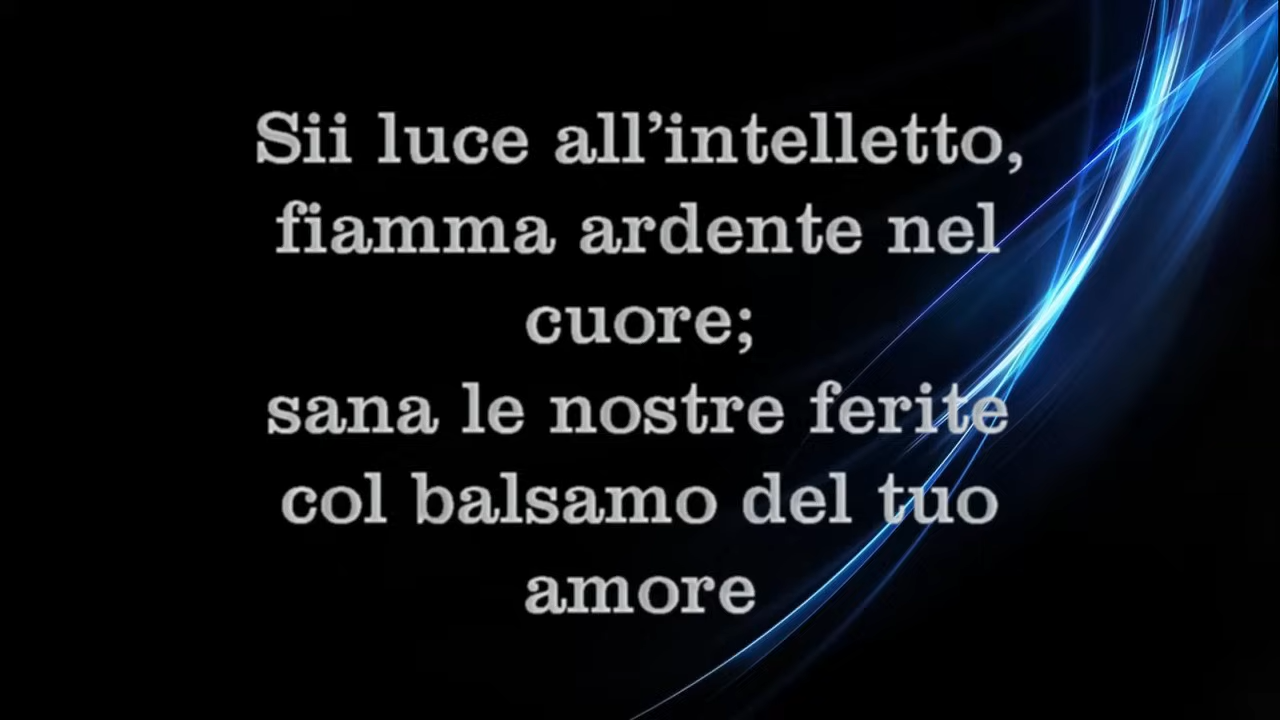 Sii luce all’intelletto,
fiamma ardente nel
cuore;
sana le nostre ferite
col balsamo del tuo
amore